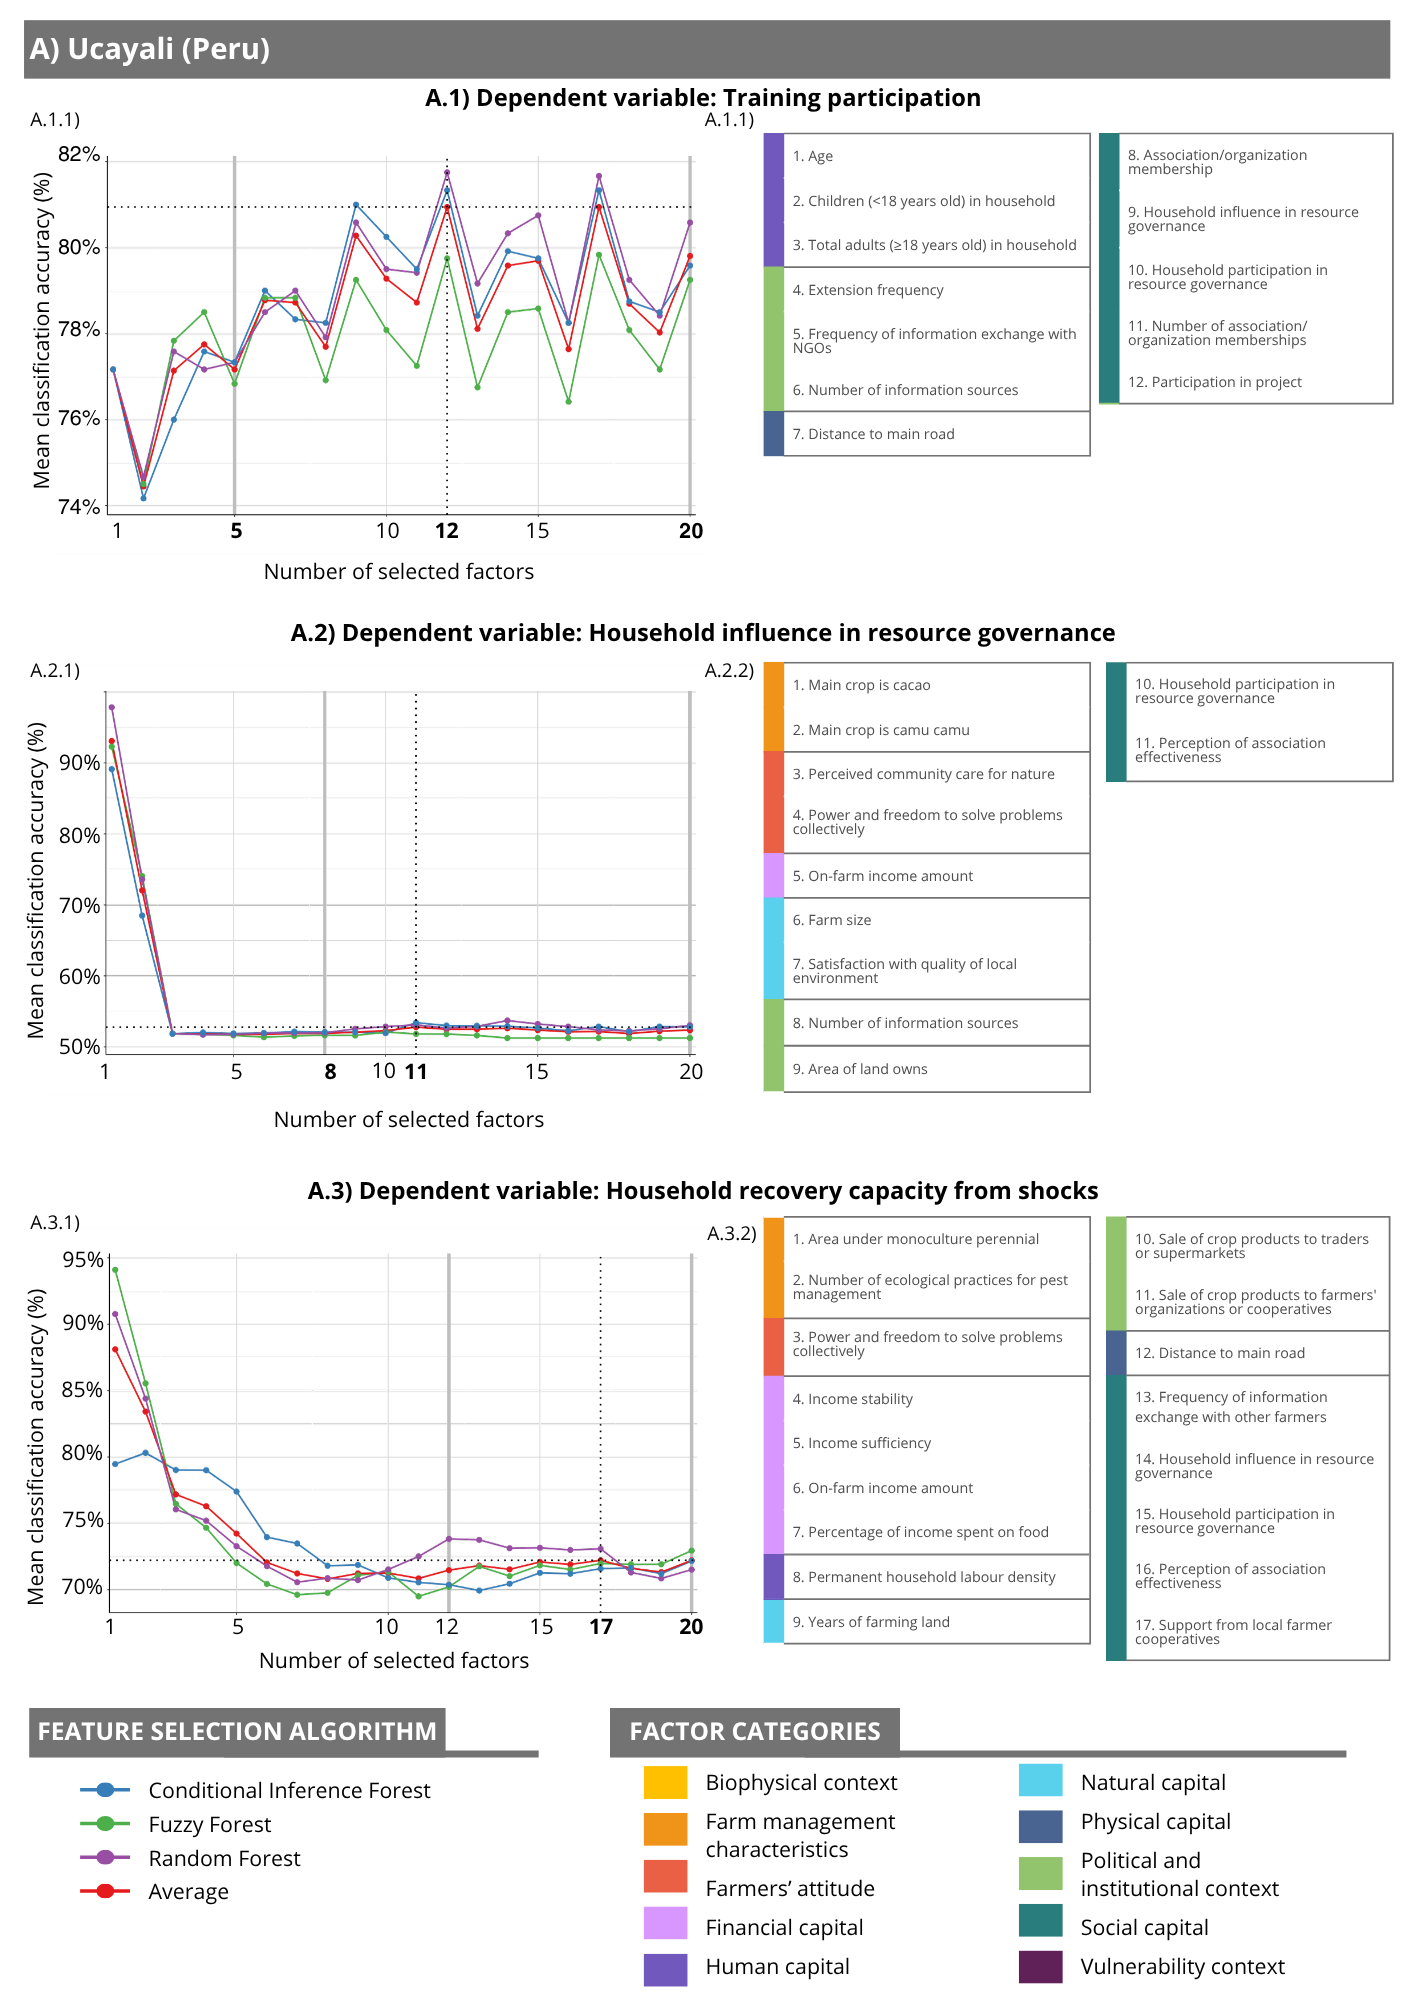 A) Ucayali (Peru)
A.1) Dependent variable: Training participation
A.1.1)
82%
80%
78%
76%
74%
Mean classification accuracy (%)
1
5
10
12
15
20
Number of selected factors
A.1.1)
1. Age
2. Children (<18 years old) in household
3. Total adults (≥18 years old) in household
4. Extension frequency
5. Frequency of information exchange with
NGOs
6. Number of information sources
7. Distance to main road
8. Association/organization
membership
9. Household influence in resource
governance
10. Household participation in
resource governance
11. Number of association/
organization memberships
12. Participation in project
A.2) Dependent variable: Household influence in resource governance
A.2.1)
90%
80%
70%
60%
50%
Mean classification accuracy (%)
1
5
8
10
11
15
20
Number of selected factors
A.2.2)
1. Main crop is cacao
2. Main crop is camu camu
3. Perceived community care for nature
4. Power and freedom to solve problems
collectively
5. On-farm income amount
6. Farm size
7. Satisfaction with quality of local
environment
8. Number of information sources
9. Area of land owns
10. Household participation in
resource governance
11. Perception of association
effectiveness
A.3) Dependent variable: Household recovery capacity from shocks
A.3.1)
95%
90%
85%
80%
75%
70%
Mean classification accuracy (%)
1
5
10
12
15
17
20
Number of selected factors
A.3.2)
1. Area under monoculture perennial
2. Number of ecological practices for pest
management
3. Power and freedom to solve problems
collectively
4. Income stability
5. Income sufficiency
6. On-farm income amount
7. Percentage of income spent on food
8. Permanent household labour density
9. Years of farming land
10. Sale of crop products to traders
or supermarkets
11. Sale of crop products to farmers'
organizations or cooperatives
12. Distance to main road
13. Frequency of information
exchange with other farmers
14. Household influence in resource
governance
15. Household participation in
resource governance
16. Perception of association
effectiveness
17. Support from local farmer
cooperatives
FEATURE SELECTION ALGORITHM
Conditional Inference Forest
Fuzzy Forest
Random Forest
Average
FACTOR CATEGORIES
Biophysical context
Farm management
characteristics
Farmers’ attitude
Financial capital
Human capital
Natural capital
Physical capital
Political and
institutional context
Social capital
Vulnerability context